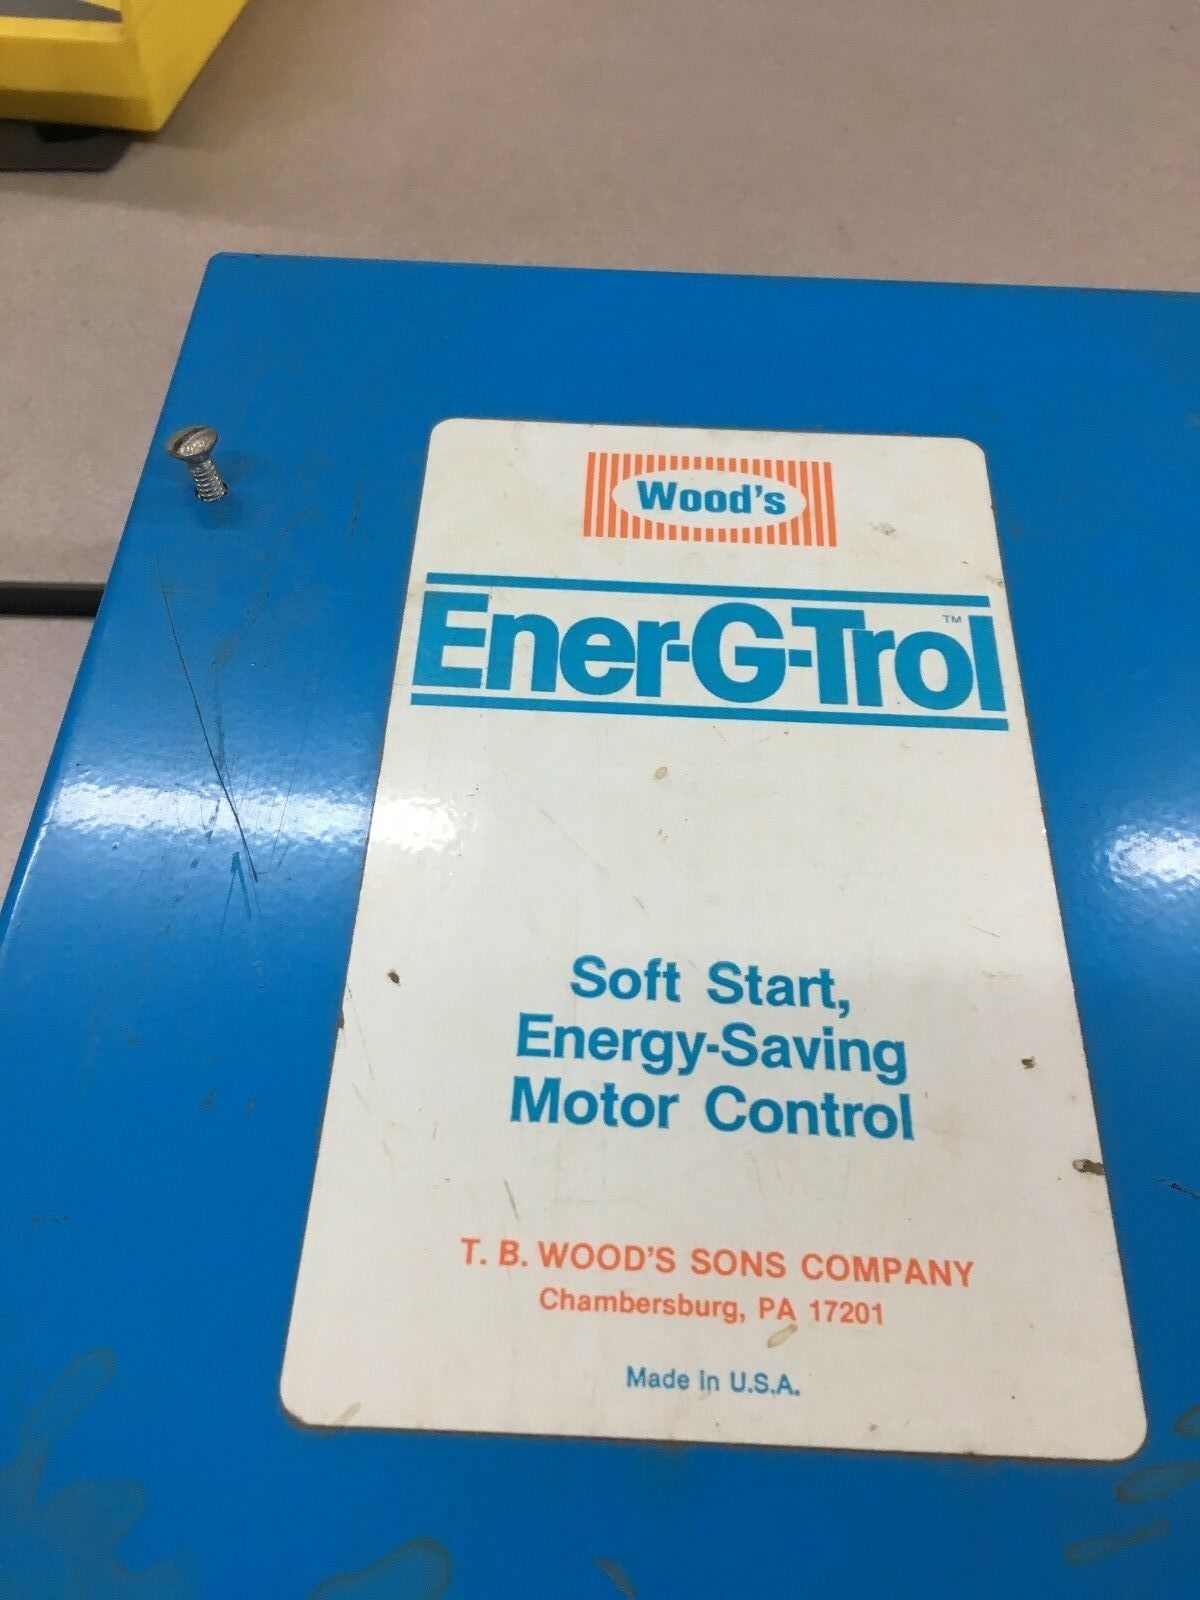 Wood's
Ener-G-Trol™
Soft Start,
Energy-Saving
Motor Control
T. B. WOOD'S SONS COMPANY
Chambersburg, PA 17201
Made in U.S.A.